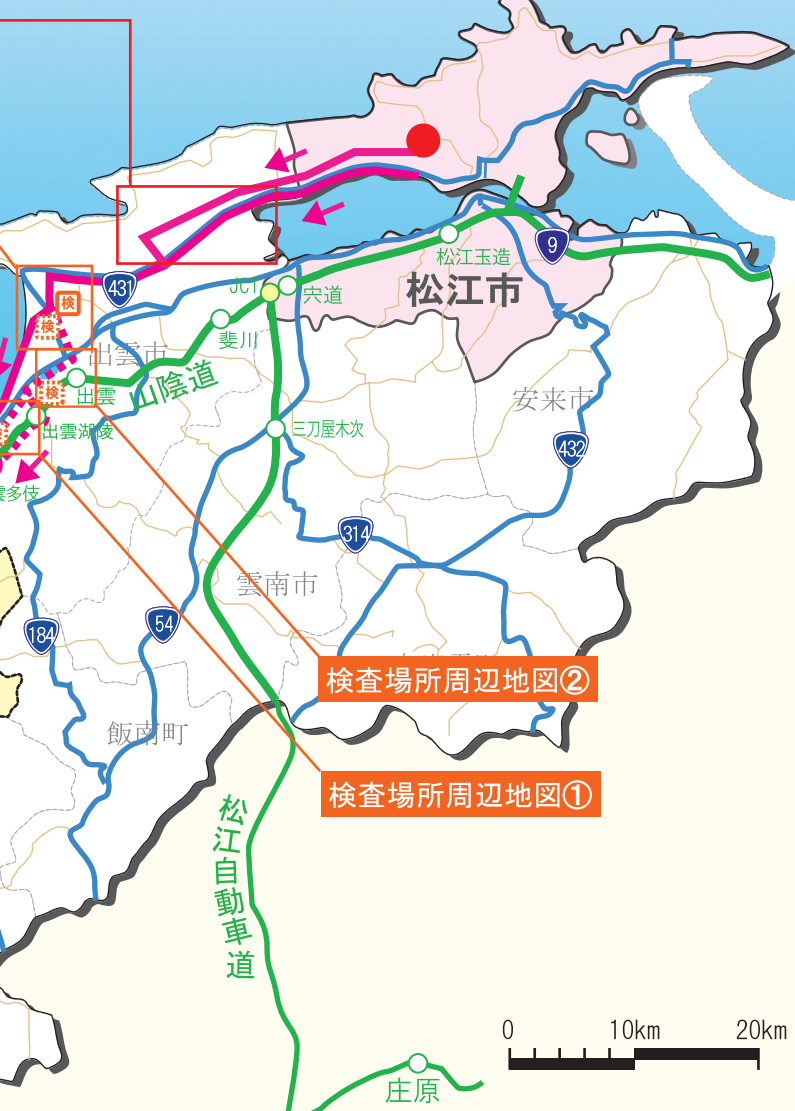 9
松江玉造
431
JCT
宍道
松江市
検
検
斐川
出雲市
山陰道
検
出雲
安来市
出雲湖陵
三刀屋木次
432
雲多伎
314
雲南市
54
184
検査場所周辺地図②
飯南町
検査場所周辺地図①
松江自動車道
0
10km
20km
庄原